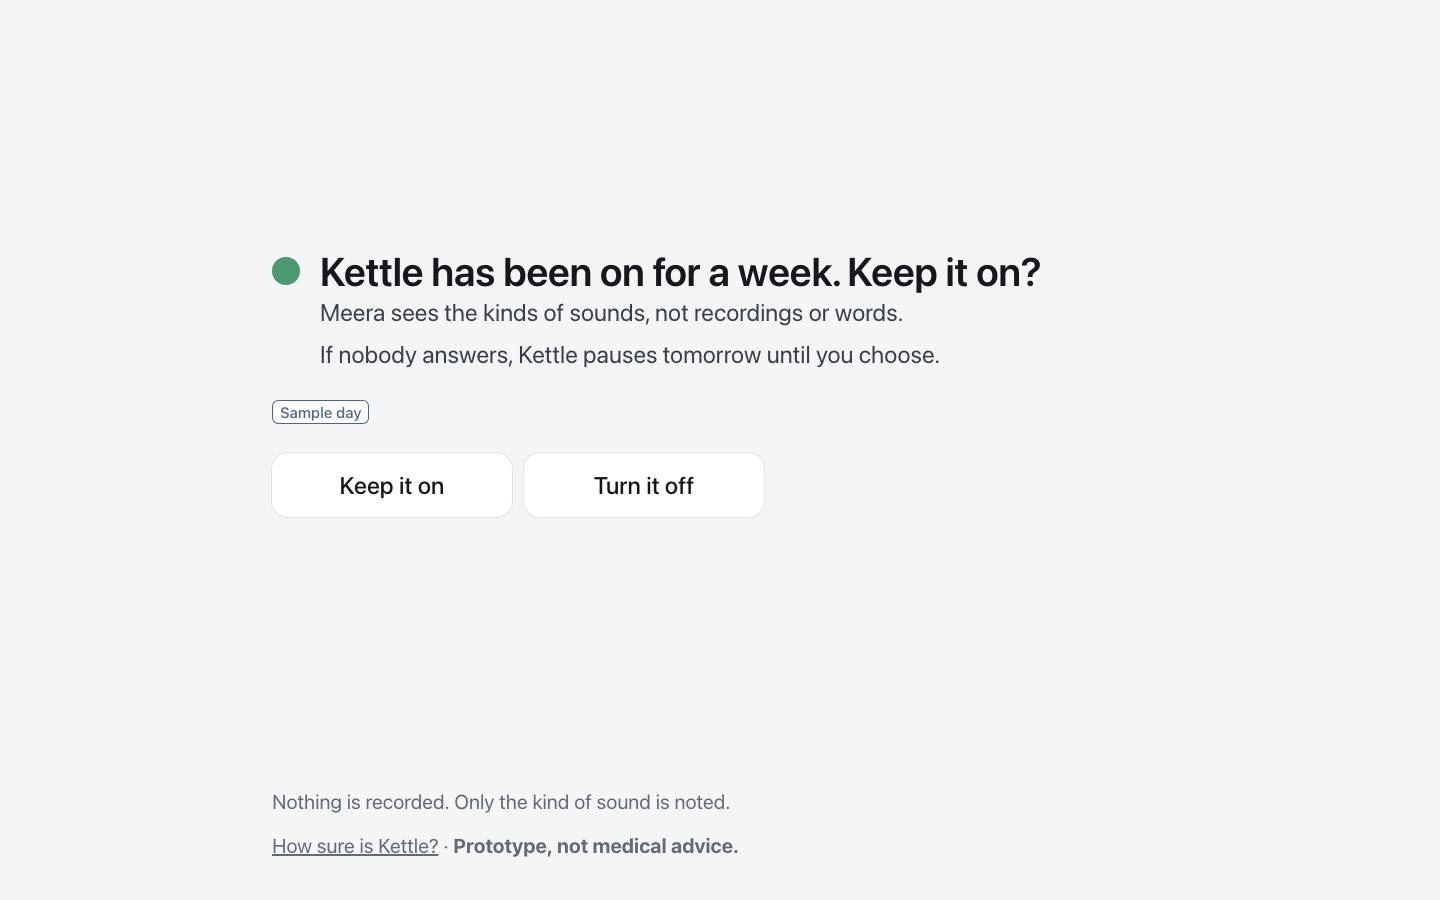 Kettle has been on for a week. Keep it on?
Meera sees the kinds of sounds, not recordings or words.
If nobody answers, Kettle pauses tomorrow until you choose.
Sample day
Keep it on
Turn it off
Nothing is recorded. Only the kind of sound is noted.
How sure is Kettle? · Prototype, not medical advice.